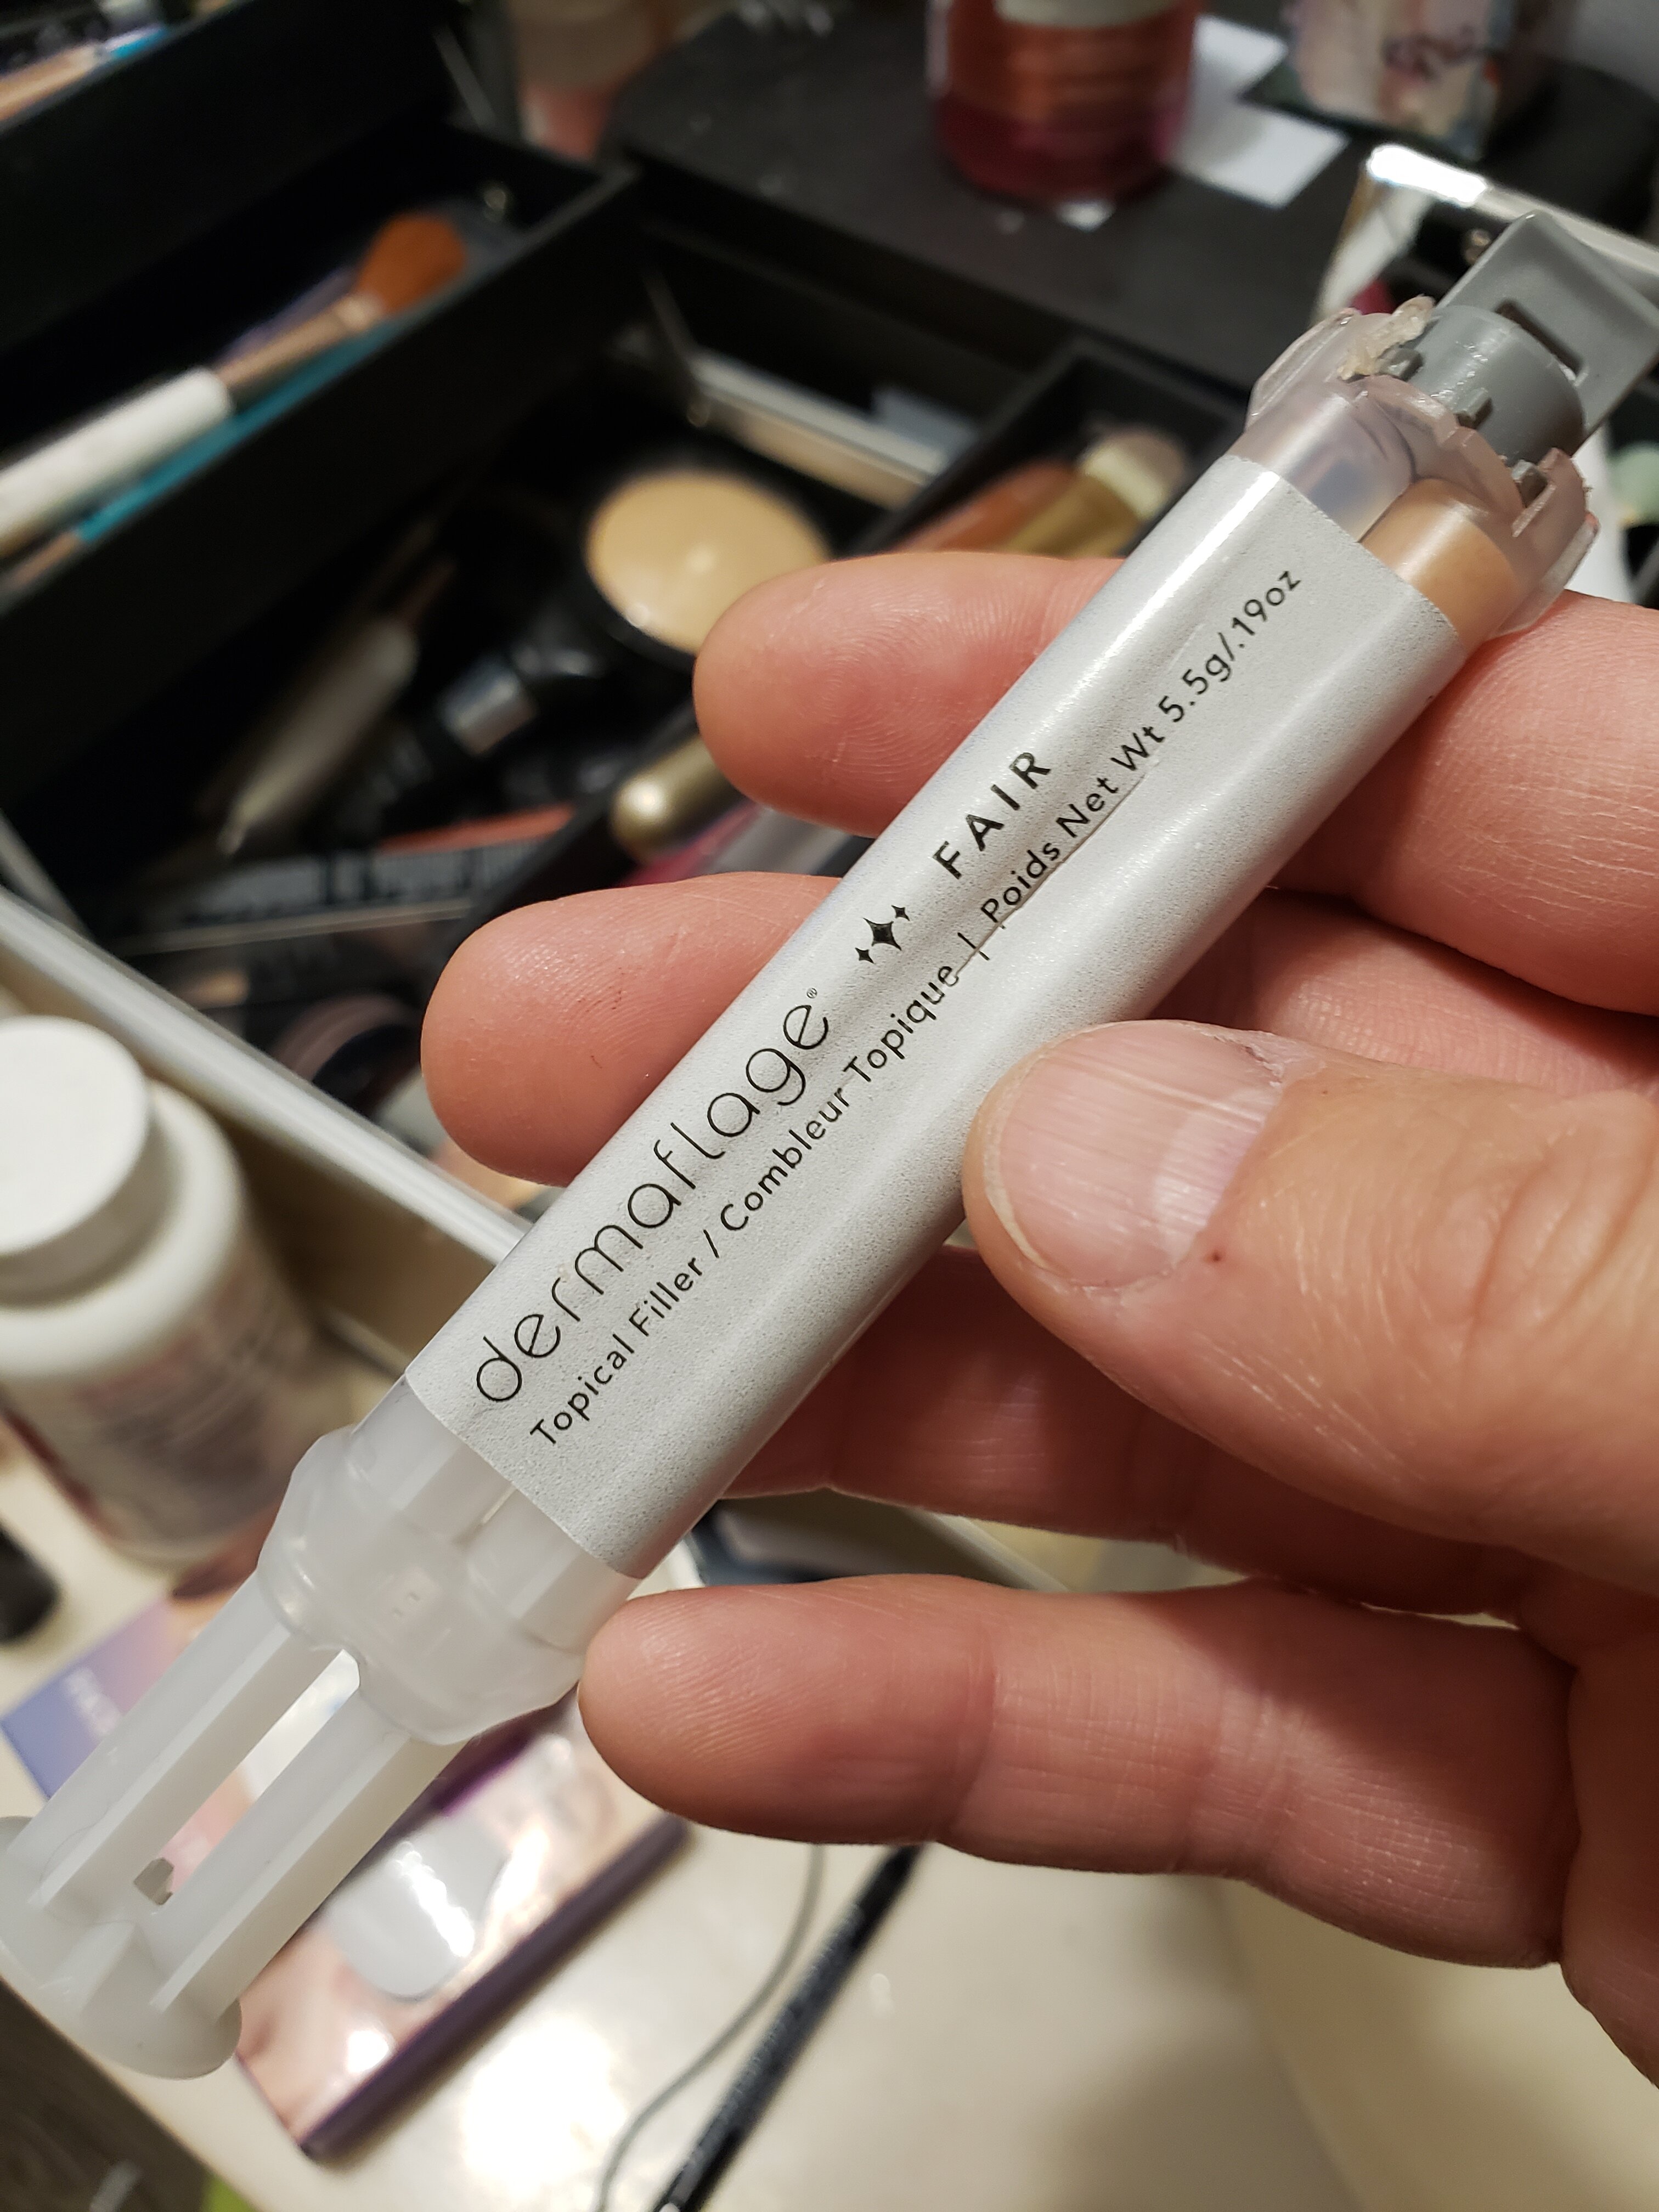 dermaflage® FAIR
Topical Filler / Combleur Topique | Poids Net Wt 5.5g/.19oz